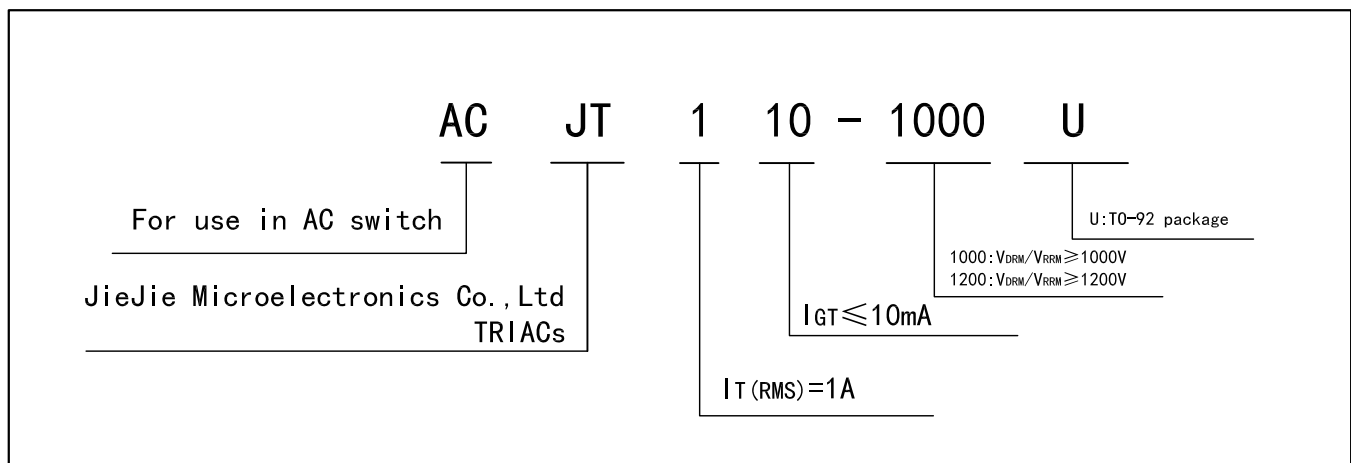 AC JT 1 10-1000 U
For use in AC switch
U:TO-92 package
1000:VDRM/VRRM≥1000V
1200:VDRM/VRRM≥1200V
JieJie Microelectronics Co.,Ltd
TRIACs
IGT≤10mA
IT(RMS)=1A